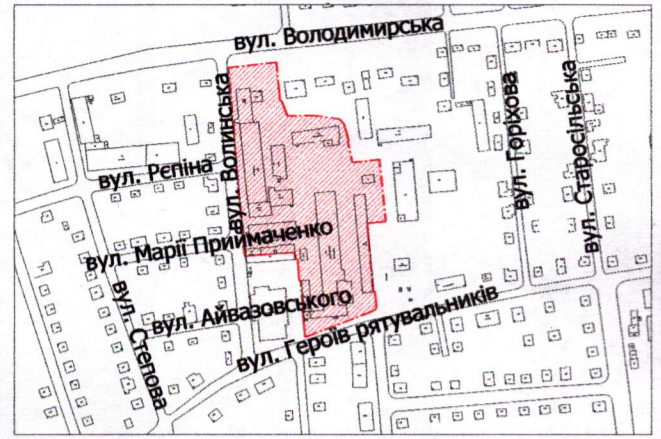 вул. Володимирська
вул. Волинська
вул. Горіхова
вул. Старосільська
вул. Рєпіна
вул. Марії Приймаченко
вул. Степова
вул. Айвазовського
вул. Героїв рятувальників